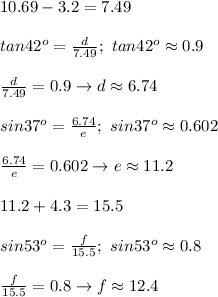 10.69 − 3.2 = 7.49
tan42° = d/7.49; tan42° ≈ 0.9
d/7.49 = 0.9 → d ≈ 6.74
sin37° = 6.74/e; sin37° ≈ 0.602
6.74/e = 0.602 → e ≈ 11.2
11.2 + 4.3 = 15.5
sin53° = f/15.5; sin53° ≈ 0.8
f/15.5 = 0.8 → f ≈ 12.4